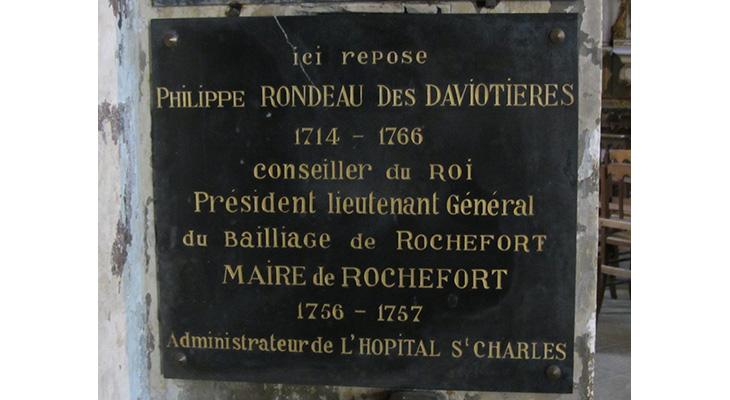 ici repose
Philippe RONDEAU Des DAVIOTIERES
1714 - 1766
conseiller du ROI
Président lieutenant Général
du Bailliage de ROCHEFORT
MAIRE de ROCHEFORT
1756 - 1757
Administrateur de L'HOPITAL St CHARLES